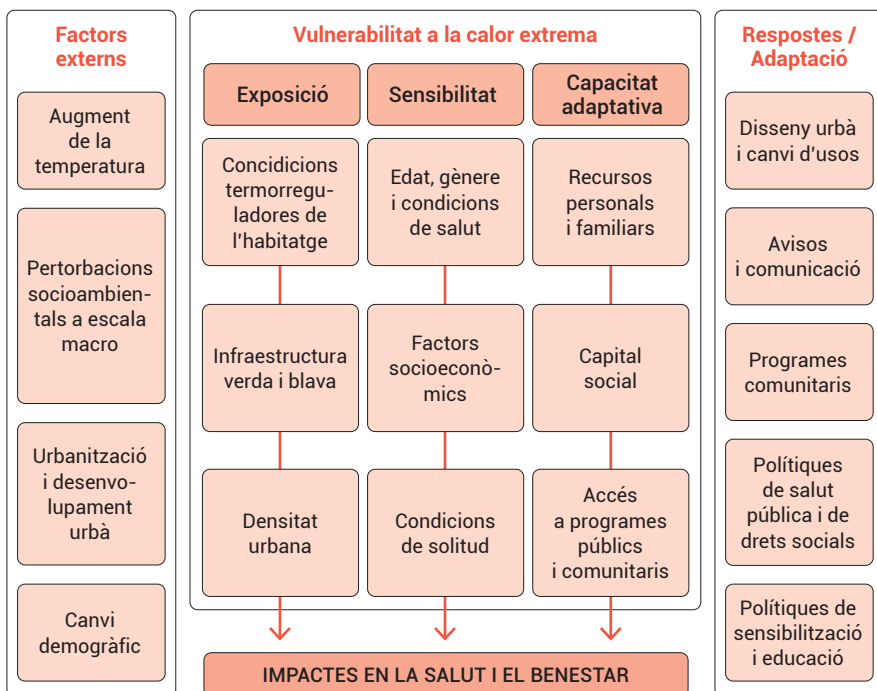 Factors
externs
Augment
de la
temperatura
Pertorbacions
socioambien-
tals a escala
macro
Urbanització
i desenvo-
lupament
urbà
Canvi
demogràfic
Vulnerabilitat a la calor extrema
Exposició
Concidicions
termorregu-
ladores de
l'habitatge
Infraestructura
verda i blava
Densitat
urbana
Sensibilitat
Edat, gènere
i condicions
de salut
Factors
socioeconò-
mics
Condicions
de solitud
Capacitat
adaptativa
Recursos
personals
i familiars
Capital
social
Accés
a programes
públics
i comunitaris
IMPACTES EN LA SALUT I EL BENESTAR
Respostes /
Adaptació
Disseny urbà
i canvi d'usos
Avisos
i comunicació
Programes
comunitaris
Polítiques
de salut
pública i de
drets socials
Polítiques de
sensibilització
i educació